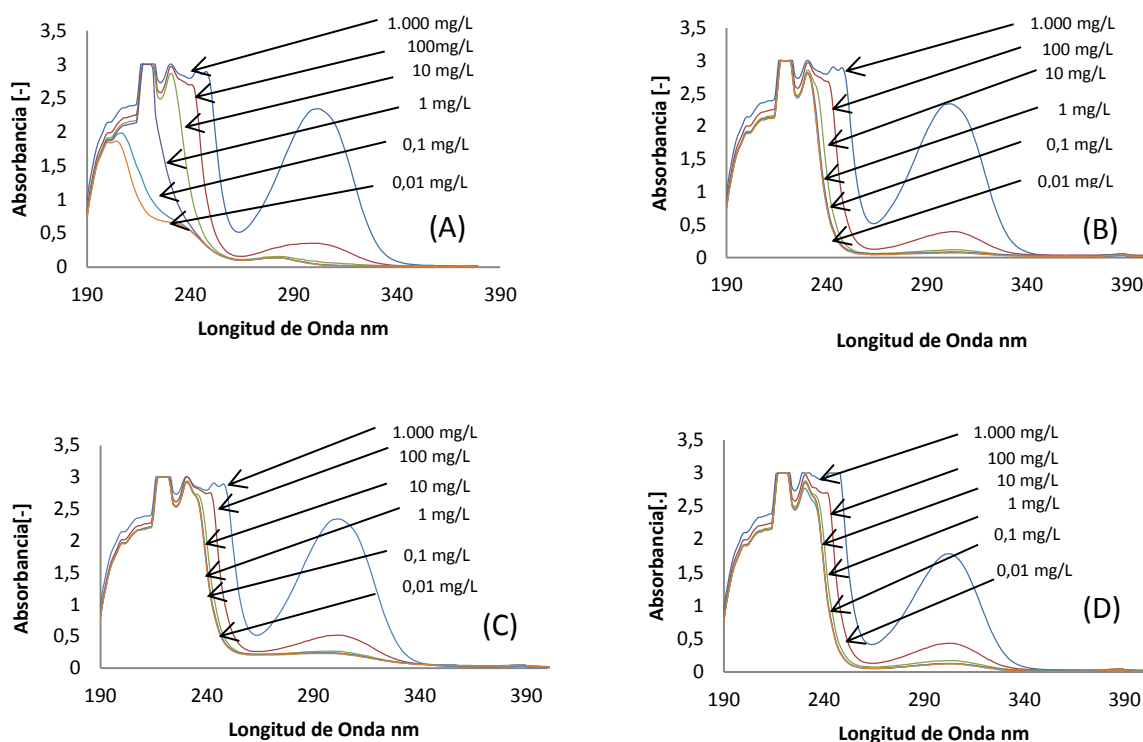 3,5
3
2,5
2
1,5
1
0,5
0
190 240 290 340 390
Absorbancia [-]
Longitud de Onda nm
1.000 mg/L
100mg/L
10 mg/L
1 mg/L
0,1 mg/L
0,01 mg/L
(A)
3,5
3
2,5
2
1,5
1
0,5
0
190 240 290 340 390
Absorbancia [-]
Longitud de Onda nm
1.000 mg/L
100 mg/L
10 mg/L
1 mg/L
0,1 mg/L
0,01 mg/L
(B)
3,5
3
2,5
2
1,5
1
0,5
0
190 240 290 340 390
Absorbancia[-]
Longitud de Onda nm
1.000 mg/L
100 mg/L
10 mg/L
1 mg/L
0,1 mg/L
0,01 mg/L
(C)
3,5
3
2,5
2
1,5
1
0,5
0
190 240 290 340 390
Absorbancia[-]
Longitud de Onda nm
1.000 mg/L
100 mg/L
10 mg/L
1 mg/L
0,1 mg/L
0,01 mg/L
(D)